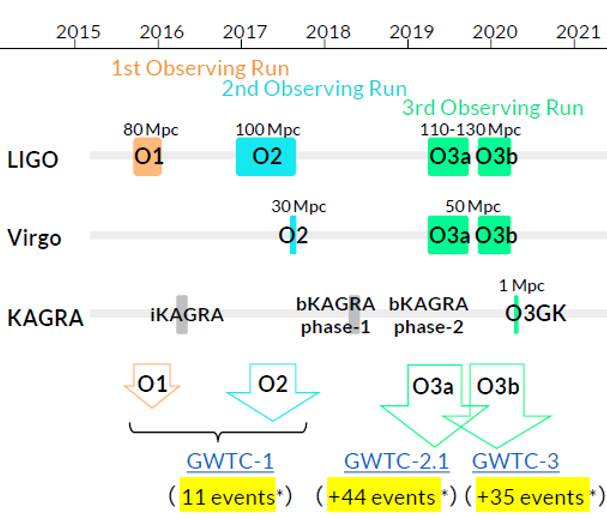 2015 2016 2017 2018 2019 2020 2021
1st Observing Run
2nd Observing Run
3rd Observing Run
80 Mpc 100 Mpc 110-130 Mpc
LIGO O1 O2 O3a O3b
30 Mpc 50 Mpc
Virgo O2 O3a O3b
1 Mpc
KAGRA iKAGRA bKAGRA phase-1 bKAGRA phase-2 O3GK
O1 O2 O3a O3b
GWTC-1 GWTC-2.1 GWTC-3
( 11 events*) ( +44 events *) ( +35 events *)